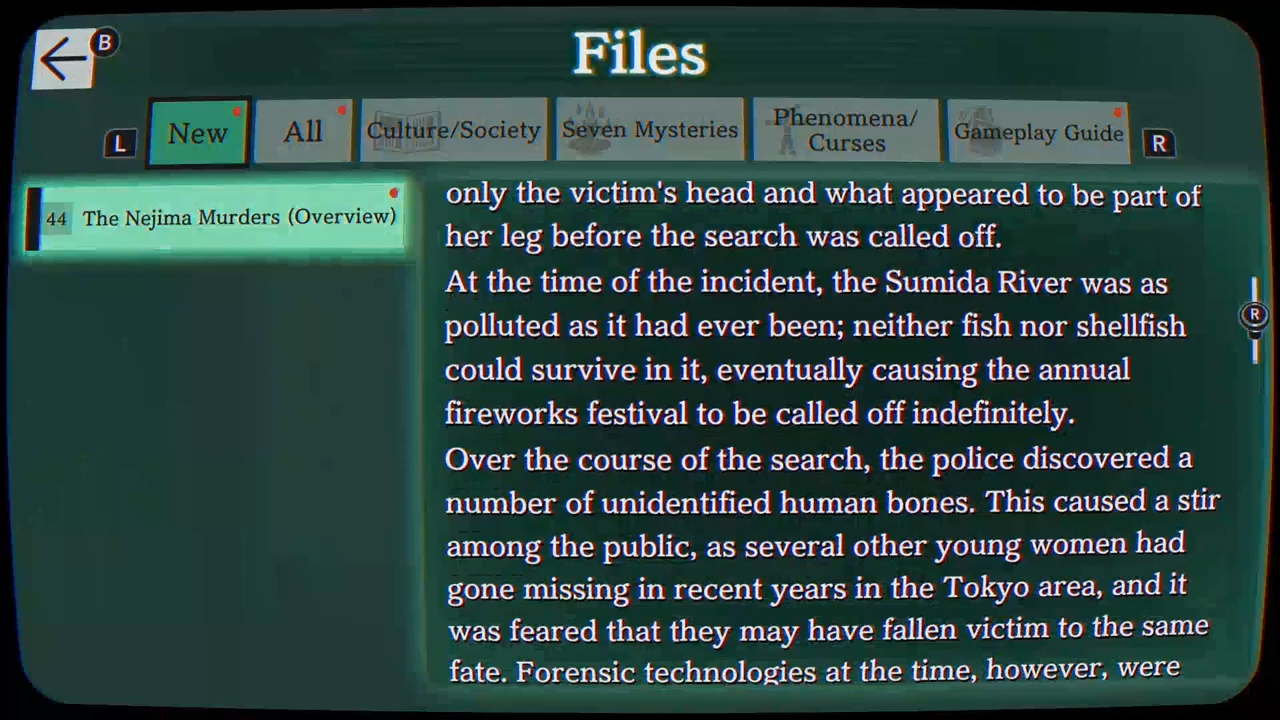 B
Files
L
New
All
Culture/Society
Seven Mysteries
Phenomena/
Curses
Gameplay Guide
R
44 The Nejima Murders (Overview)
only the victim's head and what appeared to be part of
her leg before the search was called off.
At the time of the incident, the Sumida River was as
polluted as it had ever been; neither fish nor shellfish
could survive in it, eventually causing the annual
fireworks festival to be called off indefinitely.
Over the course of the search, the police discovered a
number of unidentified human bones. This caused a stir
among the public, as several other young women had
gone missing in recent years in the Tokyo area, and it
was feared that they may have fallen victim to the same
fate. Forensic technologies at the time, however, were
R